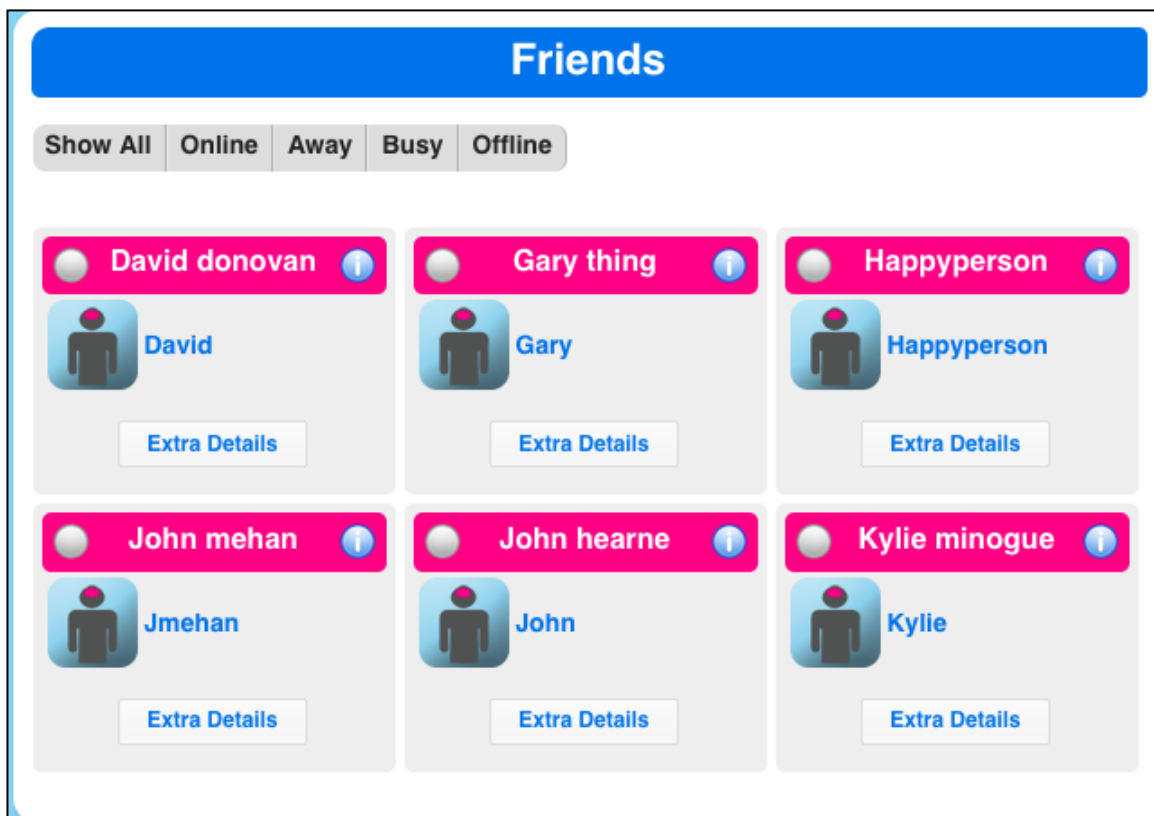 Friends
Show All Online Away Busy Offline
David donovan i Gary thing i Happyperson i
David Gary Happyperson
Extra Details Extra Details Extra Details
John mehan i John hearne i Kylie minogue i
Jmehan John Kylie
Extra Details Extra Details Extra Details